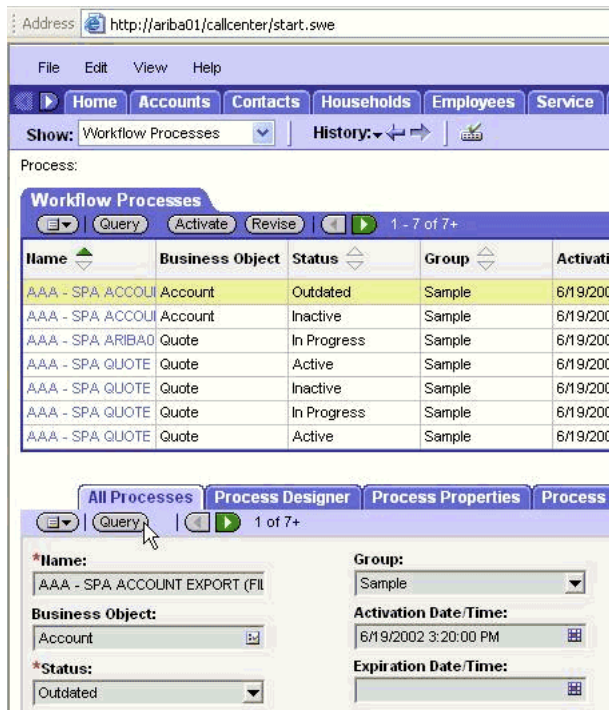 Address http://ariba01/callcenter/start.swe
File Edit View Help
Home Accounts Contacts Households Employees Service
Show: Workflow Processes History:
Process:
Workflow Processes
Query Activate Revise 1 - 7 of 7+
Name Business Object Status Group Activati
AAA - SPA ACCOUI Account Outdated Sample 6/19/200
AAA - SPA ACCOUI Account Inactive Sample 6/19/200
AAA - SPA ARIBA0 Quote In Progress Sample 6/19/200
AAA - SPA QUOTE Quote Active Sample 6/19/200
AAA - SPA QUOTE Quote Inactive Sample 6/19/200
AAA - SPA QUOTE Quote In Progress Sample 6/19/200
AAA - SPA QUOTE Quote Active Sample 6/19/200
All Processes Process Designer Process Properties Process
Query 1 of 7+
*Name: Group:
AAA - SPA ACCOUNT EXPORT (FIL Sample
Business Object: Activation Date/Time:
Account 6/19/2002 3:20:00 PM
*Status: Expiration Date/Time:
Outdated